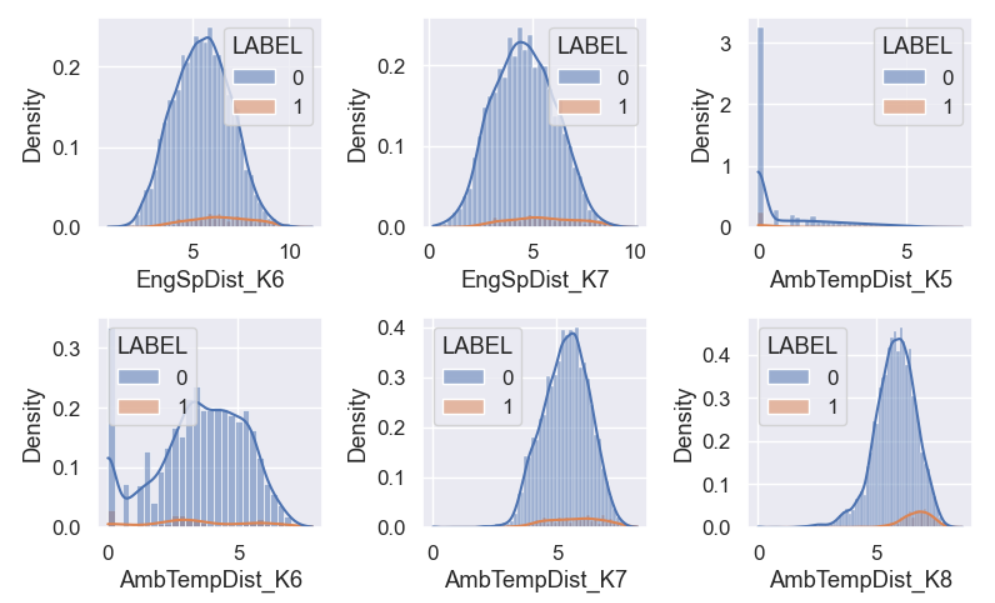 LABEL
0
1
Density
0.2
0.1
0.0
5 10
EngSpDist_K6
LABEL
0
1
Density
0.2
0.1
0.0
0 5 10
EngSpDist_K7
LABEL
0
1
Density
3
2
1
0
0 5
AmbTempDist_K5
LABEL
0
1
Density
0.3
0.2
0.1
0.0
0 5
AmbTempDist_K6
LABEL
0
1
Density
0.4
0.3
0.2
0.1
0.0
0 5
AmbTempDist_K7
LABEL
0
1
Density
0.4
0.3
0.2
0.1
0.0
0 5
AmbTempDist_K8